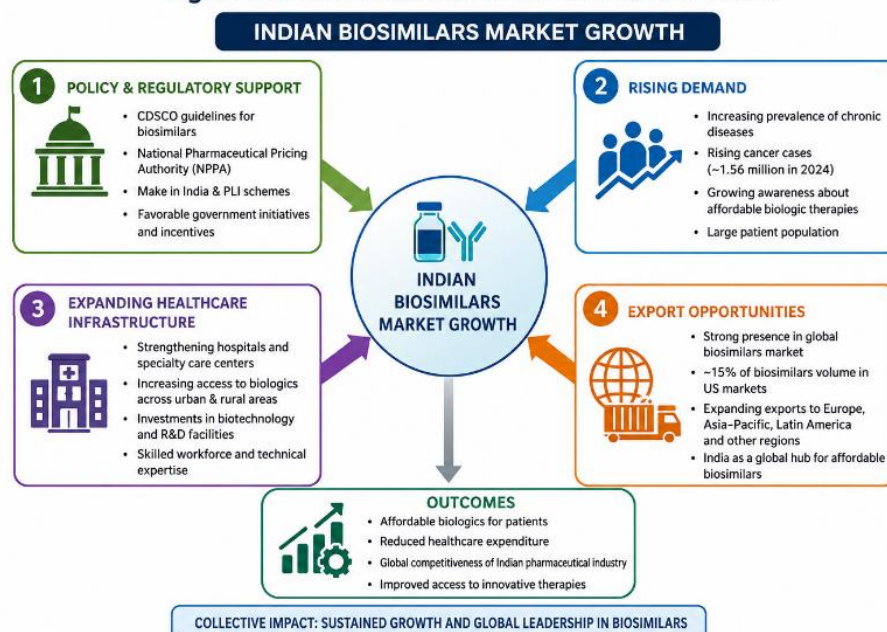 INDIAN BIOSIMILARS MARKET GROWTH
1 POLICY & REGULATORY SUPPORT
• CDSCO guidelines for
biosimilars
• National Pharmaceutical Pricing
Authority (NPPA)
• Make in India & PLI schemes
• Favorable government initiatives
and incentives
2 RISING DEMAND
• Increasing prevalence of chronic
diseases
• Rising cancer cases
(~1.56 million in 2024)
• Growing awareness about
affordable biologic therapies
• Large patient population
INDIAN
BIOSIMILARS
MARKET GROWTH
3 EXPANDING HEALTHCARE
INFRASTRUCTURE
• Strengthening hospitals and
specialty care centers
• Increasing access to biologics
across urban & rural areas
• Investments in biotechnology
and R&D facilities
• Skilled workforce and technical
expertise
4 EXPORT OPPORTUNITIES
• Strong presence in global
biosimilars market
• ~15% of biosimilars volume in
US markets
• Expanding exports to Europe,
Asia-Pacific, Latin America
and other regions
• India as a global hub for affordable
biosimilars
OUTCOMES
• Affordable biologics for patients
• Reduced healthcare expenditure
• Global competitiveness of Indian pharmaceutical industry
• Improved access to innovative therapies
COLLECTIVE IMPACT: SUSTAINED GROWTH AND GLOBAL LEADERSHIP IN BIOSIMILARS